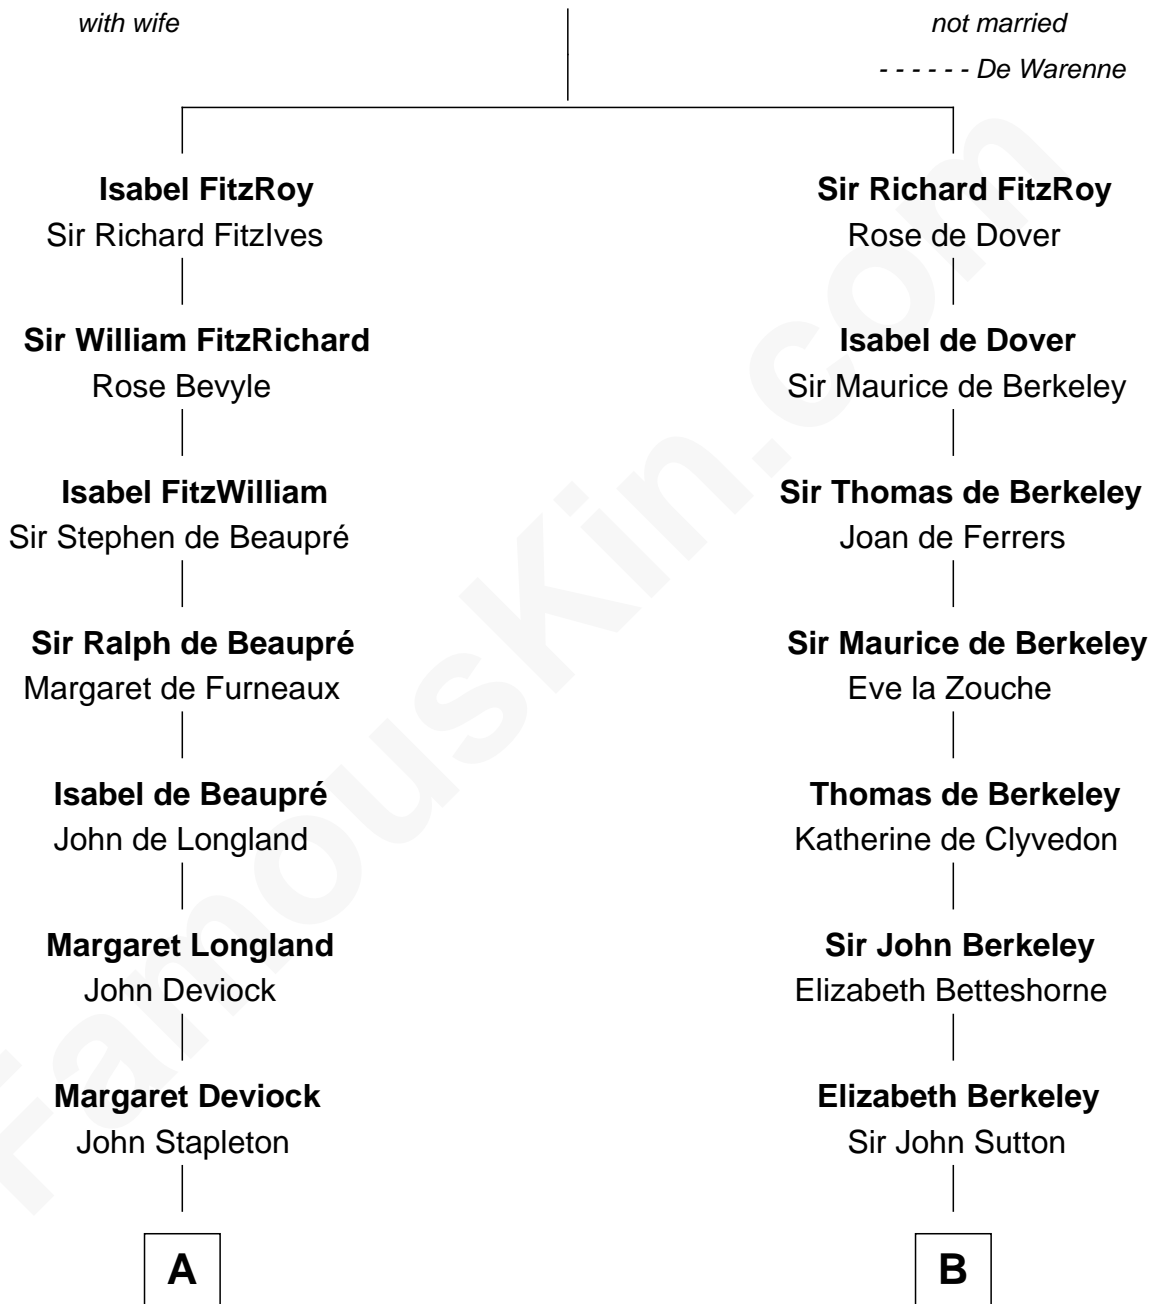 with wife
not married
- - - - - - De Warenne
Isabel FitzRoy
Sir Richard FitzIves
Sir William FitzRichard
Rose Bevyle
Isabel FitzWilliam
Sir Stephen de Beaupré
Sir Ralph de Beaupré
Margaret de Furneaux
Isabel de Beaupré
John de Longland
Margaret Longland
John Deviock
Margaret Deviock
John Stapleton
A
Sir Richard FitzRoy
Rose de Dover
Isabel de Dover
Sir Maurice de Berkeley
Sir Thomas de Berkeley
Joan de Ferrers
Sir Maurice de Berkeley
Eve la Zouche
Thomas de Berkeley
Katherine de Clyvedon
Sir John Berkeley
Elizabeth Betteshorne
Elizabeth Berkeley
Sir John Sutton
B
FamousKin.com